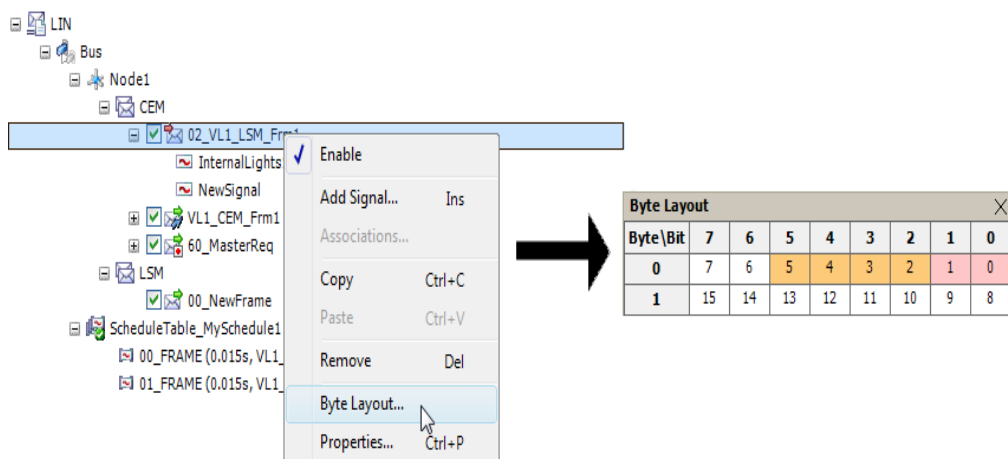 LIN
Bus
Node1
CEM
02_VL1_LSM_Frm1
InternalLights
NewSignal
VL1_CEM_Frm1
60_MasterReq
LSM
00_NewFrame
ScheduleTable_MySchedule1
00_FRAME (0.015s, VL1_
01_FRAME (0.015s, VL1_
Enable
Add Signal... Ins
Associations...
Copy Ctrl+C
Paste Ctrl+V
Remove Del
Byte Layout...
Properties... Ctrl+P
Byte Layout
Byte\Bit 7 6 5 4 3 2 1 0
0 7 6 5 4 3 2 1 0
1 15 14 13 12 11 10 9 8